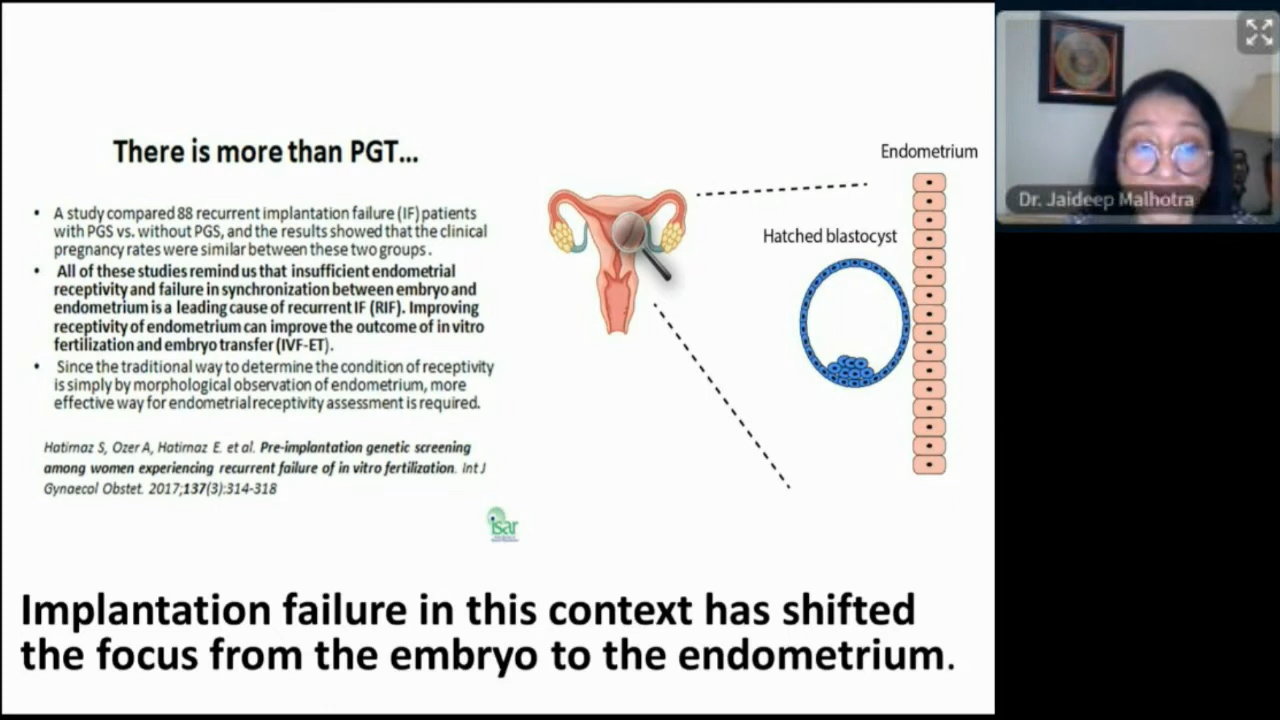 There is more than PGT...
• A study compared 88 recurrent implantation failure (IF) patients
with PGS vs. without PGS, and the results showed that the clinical
pregnancy rates were similar between these two groups.
• All of these studies remind us that insufficient endometrial
receptivity and failure in synchronization between embryo and
endometrium is a leading cause of recurrent IF (RIF). Improving
receptivity of endometrium can improve the outcome of in vitro
fertilization and embryo transfer (IVF-ET).
• Since the traditional way to determine the condition of receptivity
is simply by morphological observation of endometrium, more
effective way for endometrial receptivity assessment is required.
Hatirnaz S, Ozer A, Hatirnaz E. et al. Pre-implantation genetic screening
among women experiencing recurrent failure of in vitro fertilization. Int J
Gynaecol Obstet. 2017;137(3):314-318
isar
Endometrium
Hatched blastocyst
Implantation failure in this context has shifted
the focus from the embryo to the endometrium.
Dr. Jaideep Malhotra